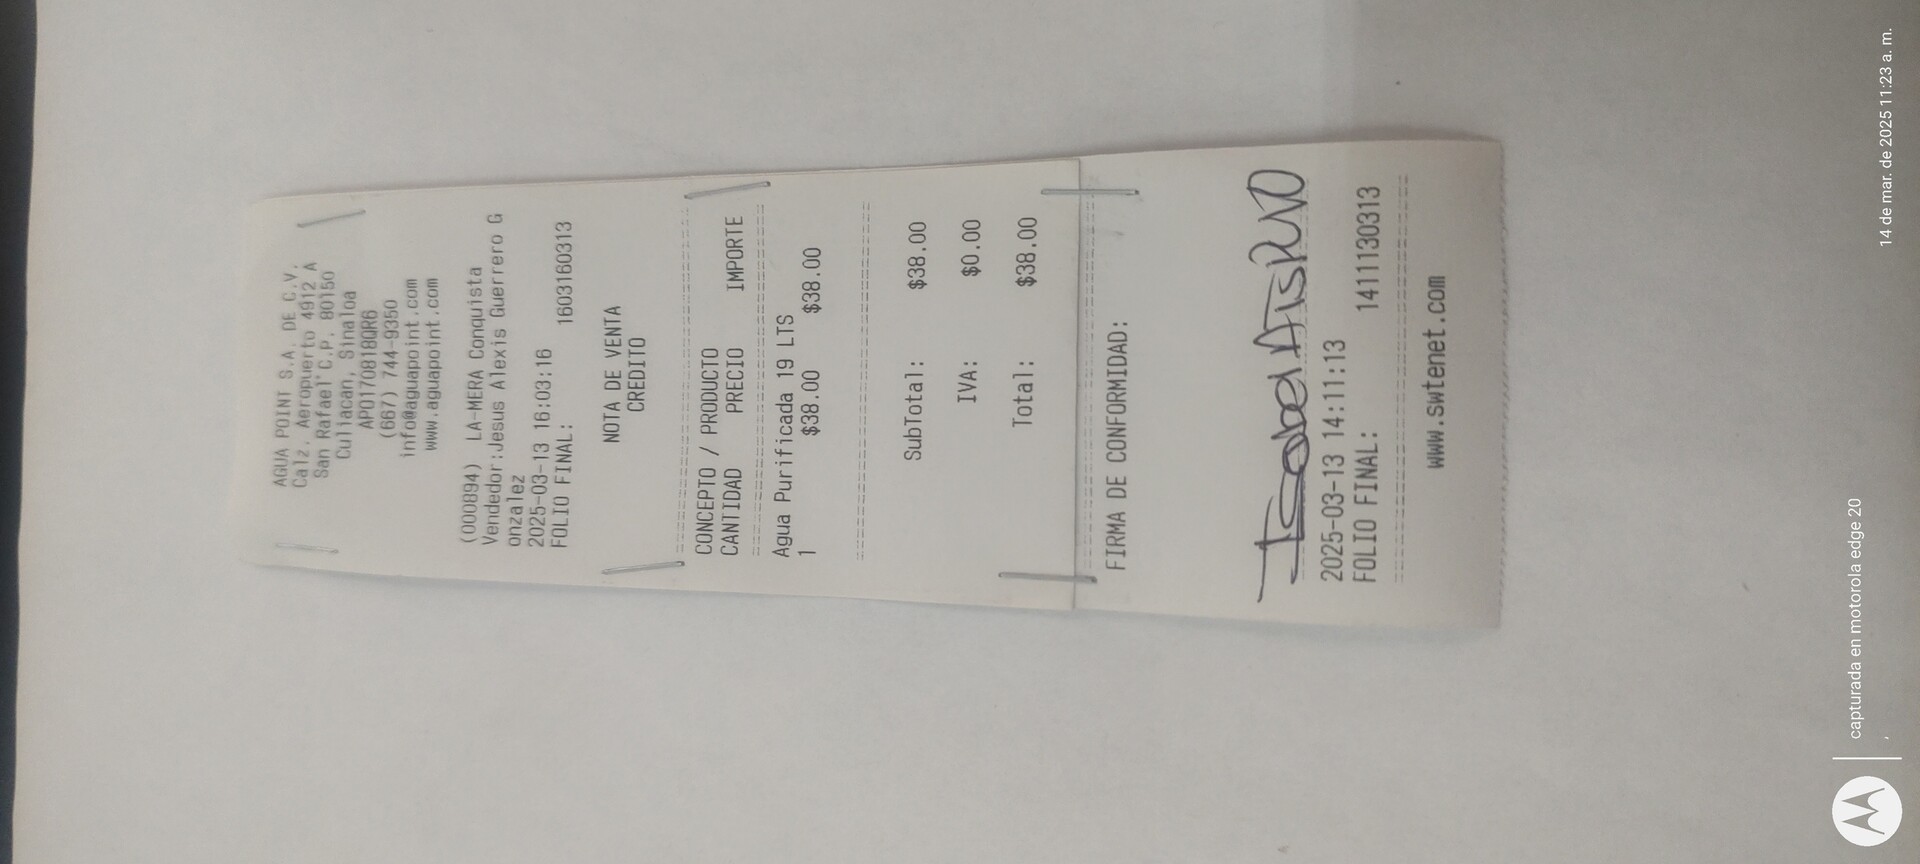 AGUA POINT S.A. DE C.V.
Calz. Aeropuerto 4912 A
San Rafael C.P. 80150
Culiacan, Sinaloa
APO170818QR6
(667) 744-9350
info@aguapoint.com
www.aguapoint.com
(000894) LA-MERA Conquista
Vendedor:Jesus Alexis Guerrero G
onzalez
2025-03-13 16:03:16
FOLIO FINAL: 1603160313
NOTA DE VENTA
CREDITO
CONCEPTO / PRODUCTO
CANTIDAD PRECIO IMPORTE
Agua Purificada 19 LTS
1 $38.00 $38.00
SubTotal: $38.00
IVA: $0.00
Total: $38.00
FIRMA DE CONFORMIDAD:
2025-03-13 14:11:13
FOLIO FINAL: 1411130313
www.swtenet.com
capturada en motorola edge 20
14 de mar. de 2025 11:23 a. m.